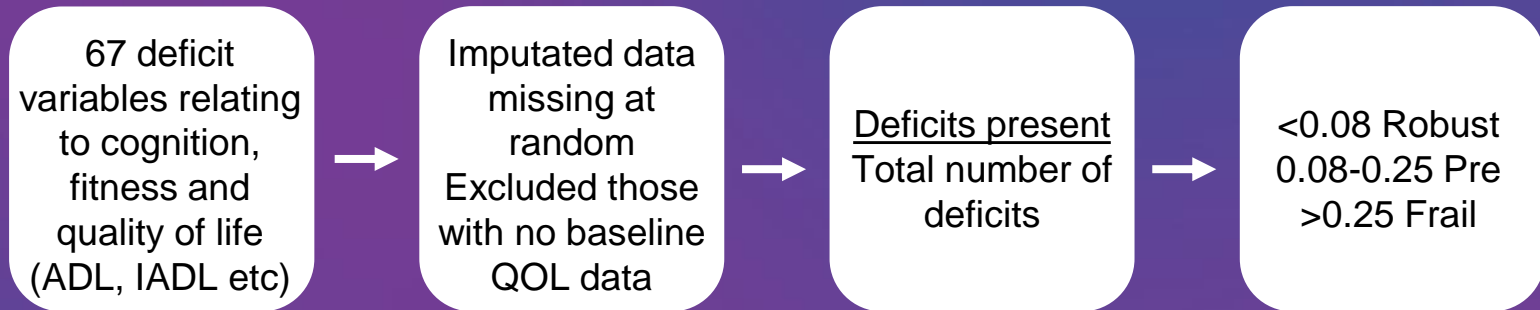 67 deficit
variables relating
to cognition,
fitness and
quality of life
(ADL, IADL etc)
Imputated data
missing at
random
Excluded those
with no baseline
QOL data
Deficits present
Total number of
deficits
<0.08 Robust
0.08-0.25 Pre
>0.25 Frail